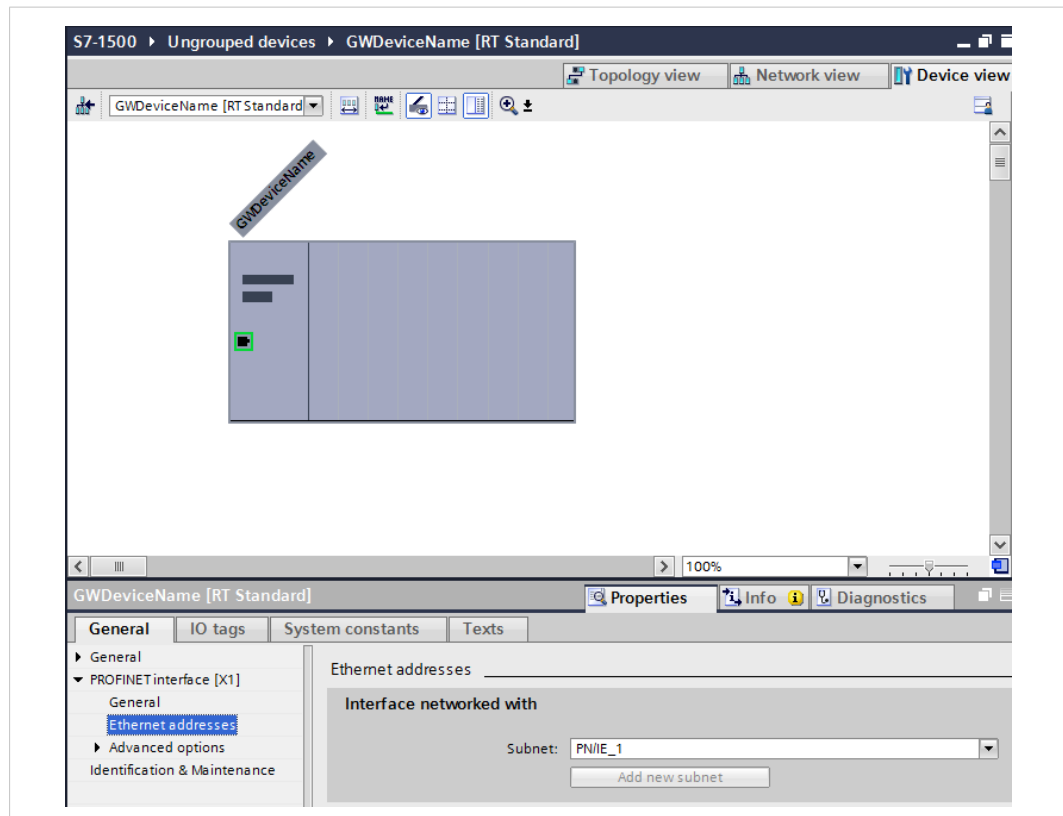 S7-1500 ▸ Ungrouped devices ▸ GWDeviceName [RT Standard]
Topology view Network view Device view
GWDeviceName [RT Standard
NAME
GWDeviceName
100%
GWDeviceName [RT Standard]
Properties Info Diagnostics
General IO tags System constants Texts
General
PROFINET interface [X1]
General
Ethernet addresses
Advanced options
Identification & Maintenance
Ethernet addresses
Interface networked with
Subnet: PN/IE_1
Add new subnet